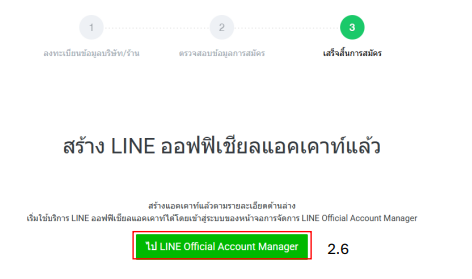 1 2 3
ลงทะเบียนข้อมูลบริษัท/ร้าน ตรวจสอบข้อมูลการสมัคร เสร็จสิ้นการสมัคร
สร้าง LINE ออฟฟิเชียลแอคเคาท์แล้ว
สร้างแอคเคาท์แล้วตามรายละเอียดด้านล่าง
เริ่มใช้บริการ LINE ออฟฟิเชียลแอคเคาท์ได้โดยเข้าสู่ระบบของหน้าจอการจัดการ LINE Official Account Manager
ไป LINE Official Account Manager 2.6